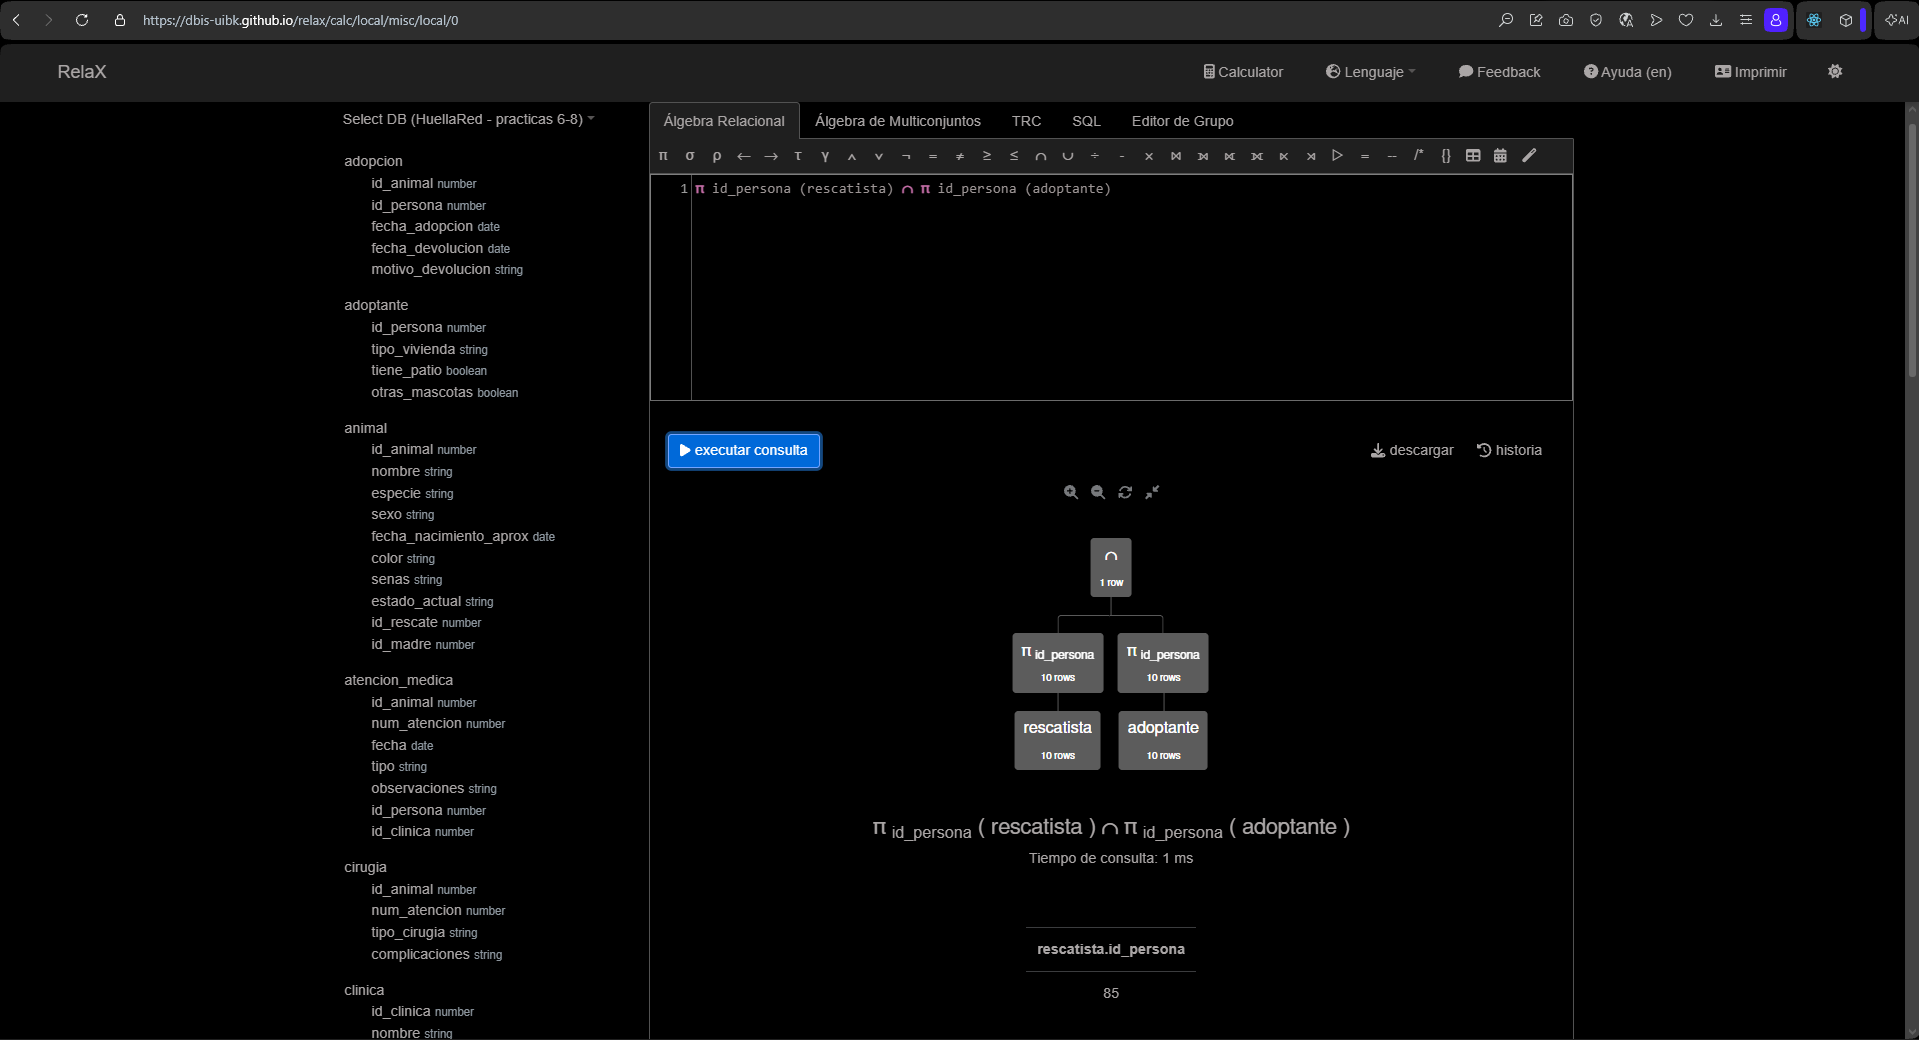 https://dbis-uibk.github.io/relax/calc/local/misc/local/0
AI
RelaX
Calculator
Lenguaje
Feedback
Ayuda (en)
Imprimir
Select DB (HuellaRed - practicas 6-8)
adopcion
id_animal number
id_persona number
fecha_adopcion date
fecha_devolucion date
motivo_devolucion string
adoptante
id_persona number
tipo_vivienda string
tiene_patio boolean
otras_mascotas boolean
animal
id_animal number
nombre string
especie string
sexo string
fecha_nacimiento_aprox date
color string
senas string
estado_actual string
id_rescate number
id_madre number
atencion_medica
id_animal number
num_atencion number
fecha date
tipo string
observaciones string
id_persona number
id_clinica number
cirugia
id_animal number
num_atencion number
tipo_cirugia string
complicaciones string
clinica
id_clinica number
nombre string
Álgebra Relacional
Álgebra de Multiconjuntos
TRC
SQL
Editor de Grupo
π σ ρ ← → τ γ ∧ ∨ ¬ = ≠ ≥ ≤ ∩ ∪ ÷ - × ⋈ ⟕ ⟖ ⟗ ⋉ ⋊ ▷ = -- /* {}
1 π id_persona (rescatista) ∩ π id_persona (adoptante)
executar consulta
descargar
historia
∩
1 row
π id_persona
10 rows
π id_persona
10 rows
rescatista
10 rows
adoptante
10 rows
π id_persona ( rescatista ) ∩ π id_persona ( adoptante )
Tiempo de consulta: 1 ms
rescatista.id_persona
85